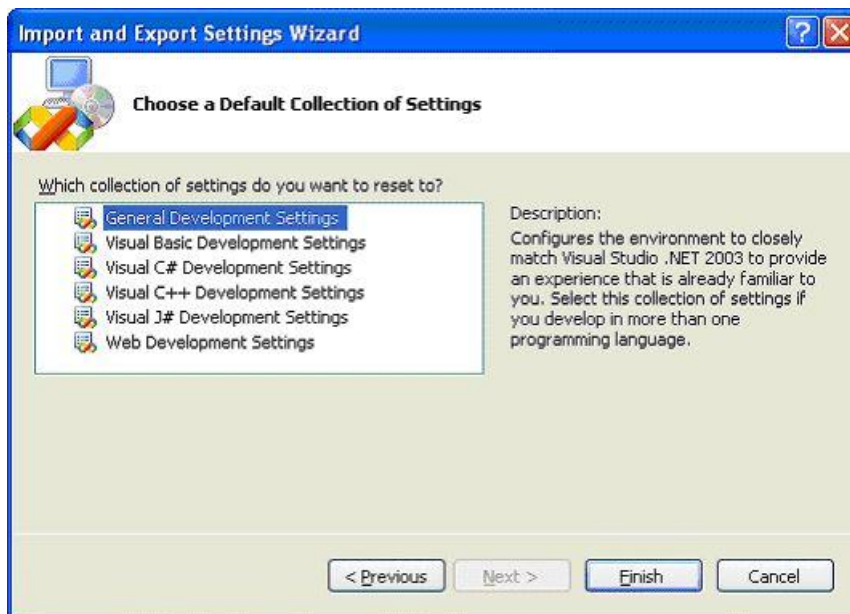 Import and Export Settings Wizard
Choose a Default Collection of Settings
Which collection of settings do you want to reset to?
General Development Settings
Visual Basic Development Settings
Visual C# Development Settings
Visual C++ Development Settings
Visual J# Development Settings
Web Development Settings
Description:
Configures the environment to closely
match Visual Studio .NET 2003 to provide
an experience that is already familiar to
you. Select this collection of settings if
you develop in more than one
programming language.
< Previous
Next >
Finish
Cancel